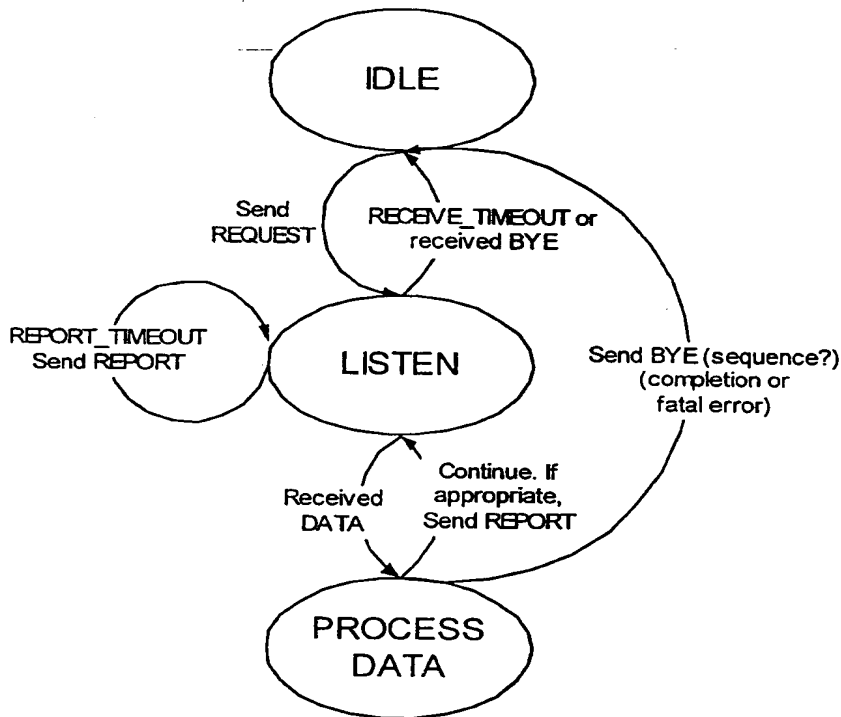 IDLE
Send
REQUEST
RECEIVE_TIMEOUT or
received BYE
REPORT_TIMEOUT
Send REPORT
LISTEN
Send BYE (sequence?)
(completion or
fatal error)
Received
DATA
Continue. If
appropriate,
Send REPORT
PROCESS
DATA